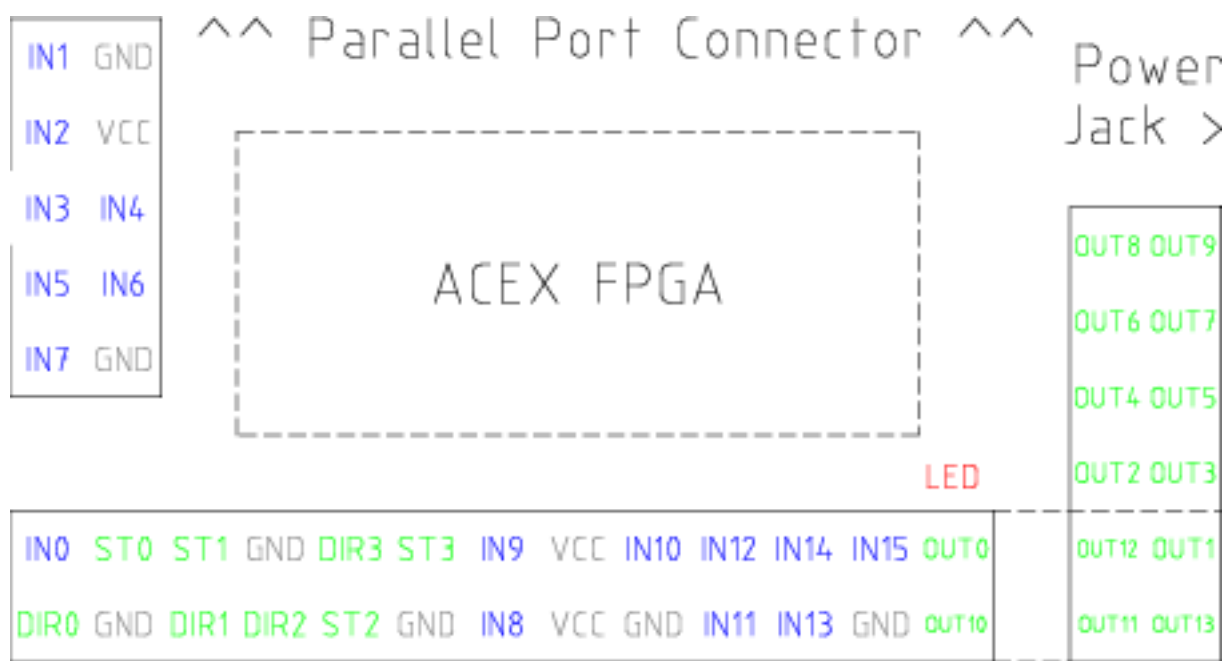 ^^ Parallel Port Connector ^^
Power
Jack >
IN1 GND
IN2 VCC
IN3 IN4
IN5 IN6
IN7 GND
ACEX FPGA
OUT8 OUT9
OUT6 OUT7
OUT4 OUT5
OUT2 OUT3
OUT12 OUT1
OUT11 OUT13
LED
IN0 ST0 ST1 GND DIR3 ST3 IN9 VCC IN10 IN12 IN14 IN15 OUT0
DIR0 GND DIR1 DIR2 ST2 GND IN8 VCC GND IN11 IN13 GND OUT10